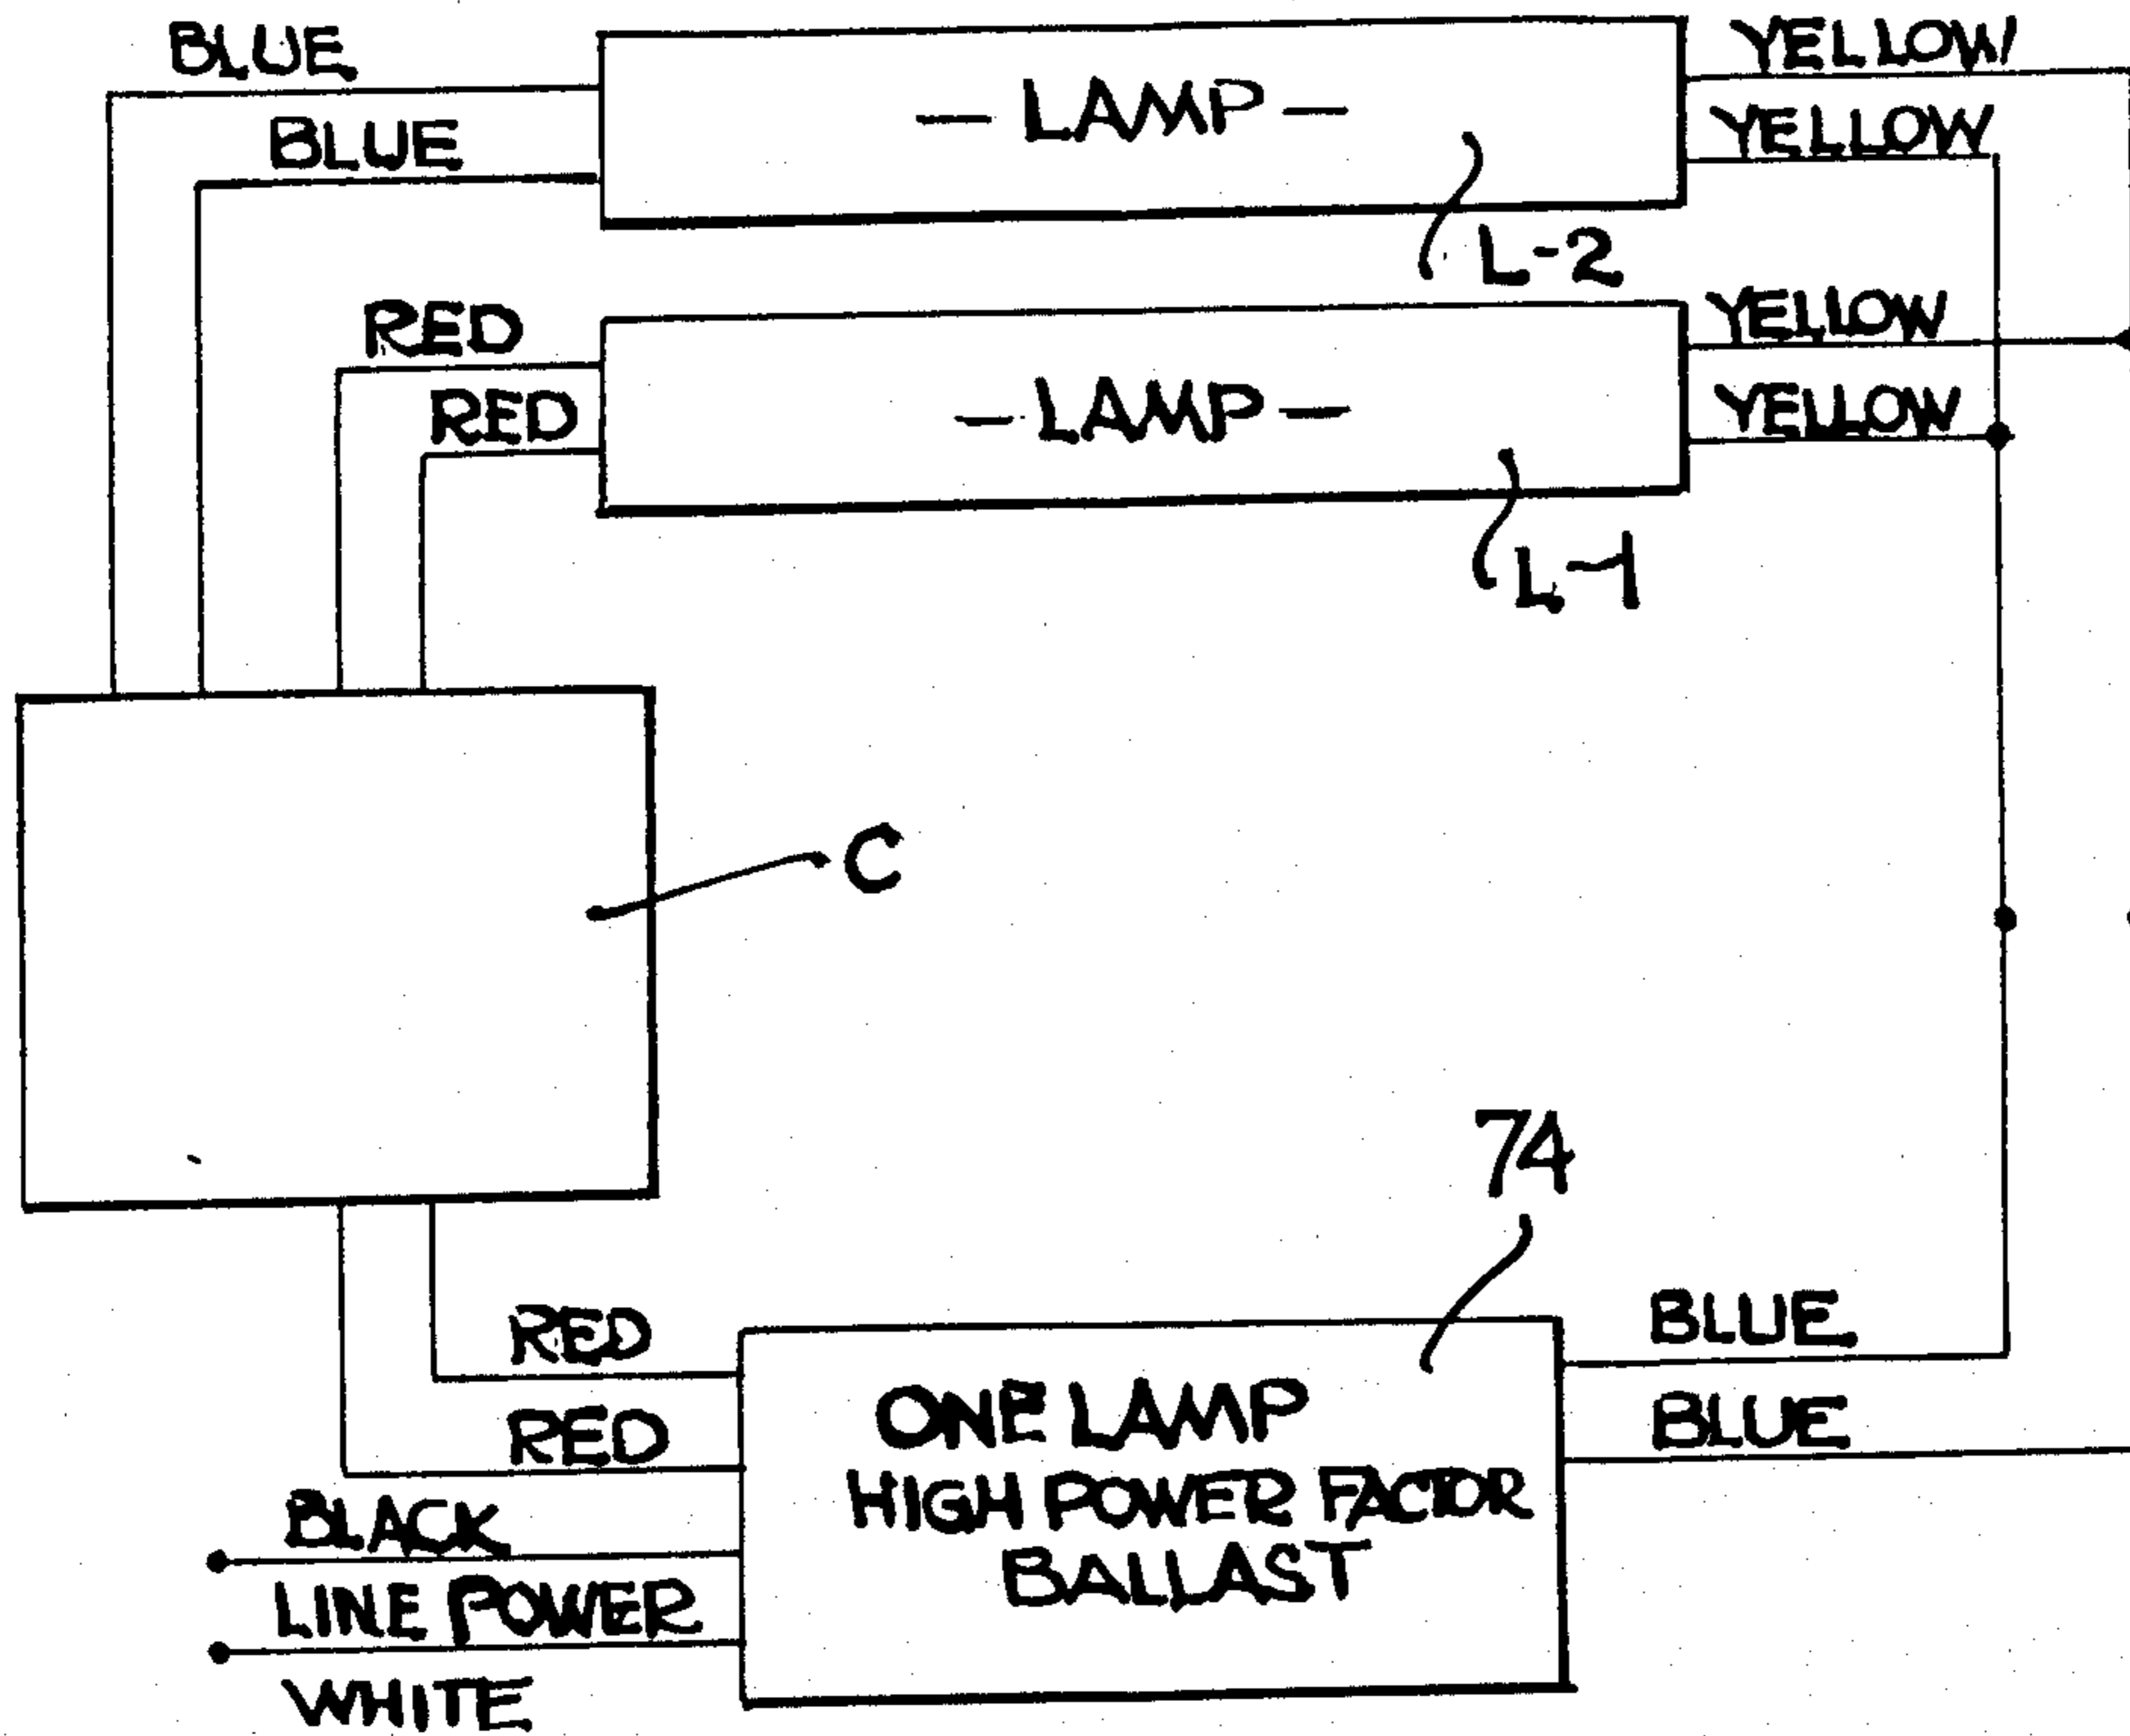 BLUE
YELLOW
BLUE
— LAMP —
YELLOW
L-2
RED
YELLOW
RED
— LAMP —
YELLOW
L-1
C
74
RED
BLUE
RED
ONE LAMP
HIGH POWER FACTOR
BALLAST
BLUE
BLACK
LINE POWER
WHITE